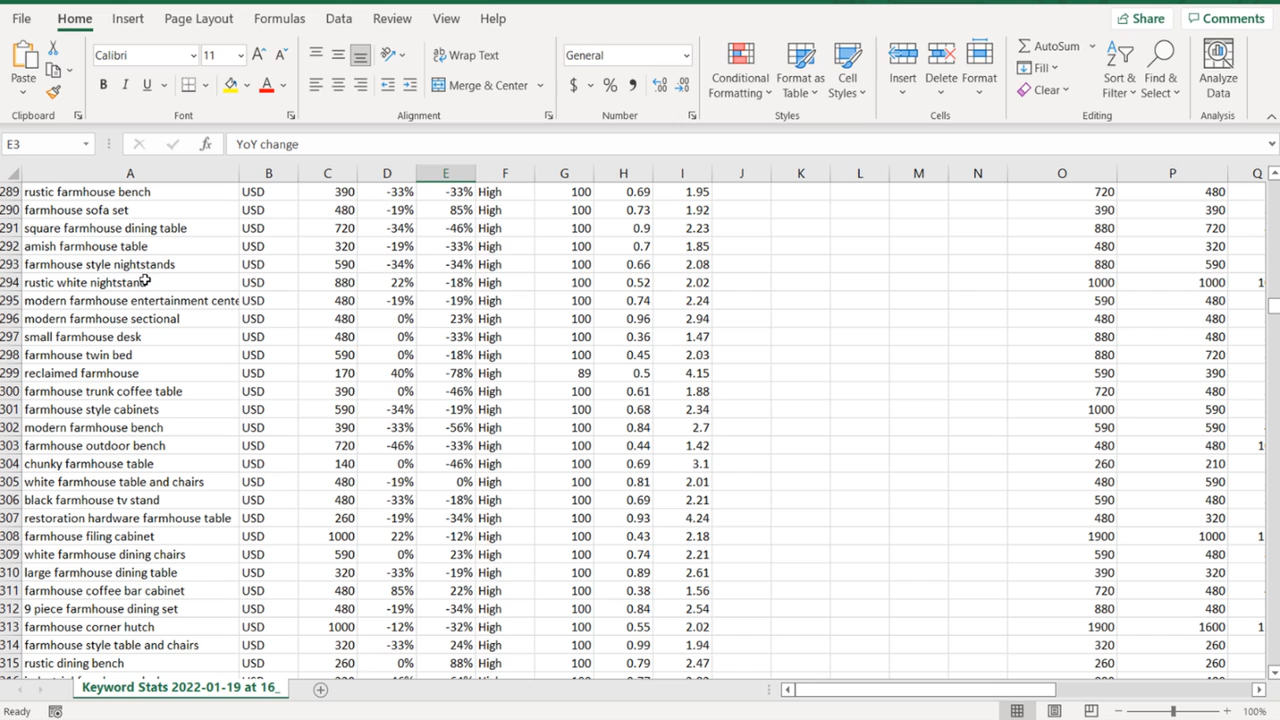 File Home Insert Page Layout Formulas Data Review View Help Share Comments
Calibri 11 A A Wrap Text General AutoSum
Paste B I U Merge & Center $ % , Conditional Formatting Format as Table Cell Styles Insert Delete Format Fill Clear Sort & Filter Find & Select Analyze Data
Clipboard Font Alignment Number Styles Cells Editing Analysis
E3 fx YoY change
A B C D E F G H I J K L M N O P Q
289 rustic farmhouse bench USD 390 -33% -33% High 100 0.69 1.95 720 480
290 farmhouse sofa set USD 480 -19% 85% High 100 0.73 1.92 390 390
291 square farmhouse dining table USD 720 -34% -46% High 100 0.9 2.23 880 720
292 amish farmhouse table USD 320 -19% -33% High 100 0.7 1.85 480 320
293 farmhouse style nightstands USD 590 -34% -34% High 100 0.66 2.08 880 590
294 rustic white nightstand USD 880 22% -18% High 100 0.52 2.02 1000 1000
295 modern farmhouse entertainment cente USD 480 -19% -19% High 100 0.74 2.24 590 480
296 modern farmhouse sectional USD 480 0% 23% High 100 0.96 2.94 480 480
297 small farmhouse desk USD 480 0% -33% High 100 0.36 1.47 880 480
298 farmhouse twin bed USD 590 0% -18% High 100 0.45 2.03 880 720
299 reclaimed farmhouse USD 170 40% -78% High 89 0.5 4.15 590 390
300 farmhouse trunk coffee table USD 390 0% -46% High 100 0.61 1.88 720 480
301 farmhouse style cabinets USD 590 -34% -19% High 100 0.68 2.34 1000 590
302 modern farmhouse bench USD 390 -33% -56% High 100 0.84 2.7 590 590
303 farmhouse outdoor bench USD 720 -46% -33% High 100 0.44 1.42 480 480
304 chunky farmhouse table USD 140 0% -46% High 100 0.69 3.1 260 210
305 white farmhouse table and chairs USD 480 -19% 0% High 100 0.81 2.01 480 590
306 black farmhouse tv stand USD 480 -33% -18% High 100 0.69 2.21 590 480
307 restoration hardware farmhouse table USD 260 -19% -34% High 100 0.93 4.24 480 320
308 farmhouse filing cabinet USD 1000 22% -12% High 100 0.43 2.18 1900 1000
309 white farmhouse dining chairs USD 590 0% 23% High 100 0.74 2.21 590 480
310 large farmhouse dining table USD 320 -33% -19% High 100 0.89 2.61 390 320
311 farmhouse coffee bar cabinet USD 480 85% 22% High 100 0.38 1.56 720 480
312 9 piece farmhouse dining set USD 480 -19% -34% High 100 0.84 2.54 880 480
313 farmhouse corner hutch USD 1000 -12% -32% High 100 0.55 2.02 1900 1600
314 farmhouse style table and chairs USD 320 -33% 24% High 100 0.99 1.94 320 260
315 rustic dining bench USD 260 0% 88% High 100 0.79 2.47 260 260
Keyword Stats 2022-01-19 at 16_
Ready 100%